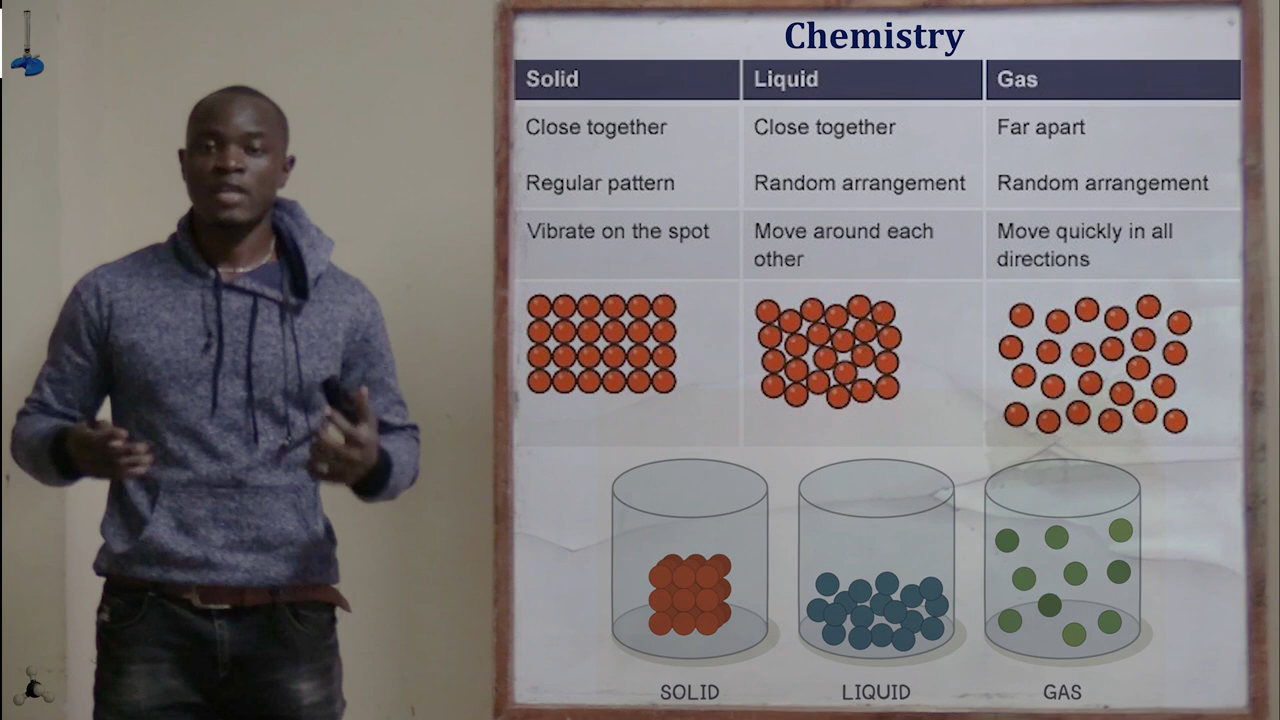 Chemistry
Solid Liquid Gas
Close together Close together Far apart
Regular pattern Random arrangement Random arrangement
Vibrate on the spot Move around each other Move quickly in all directions
SOLID LIQUID GAS